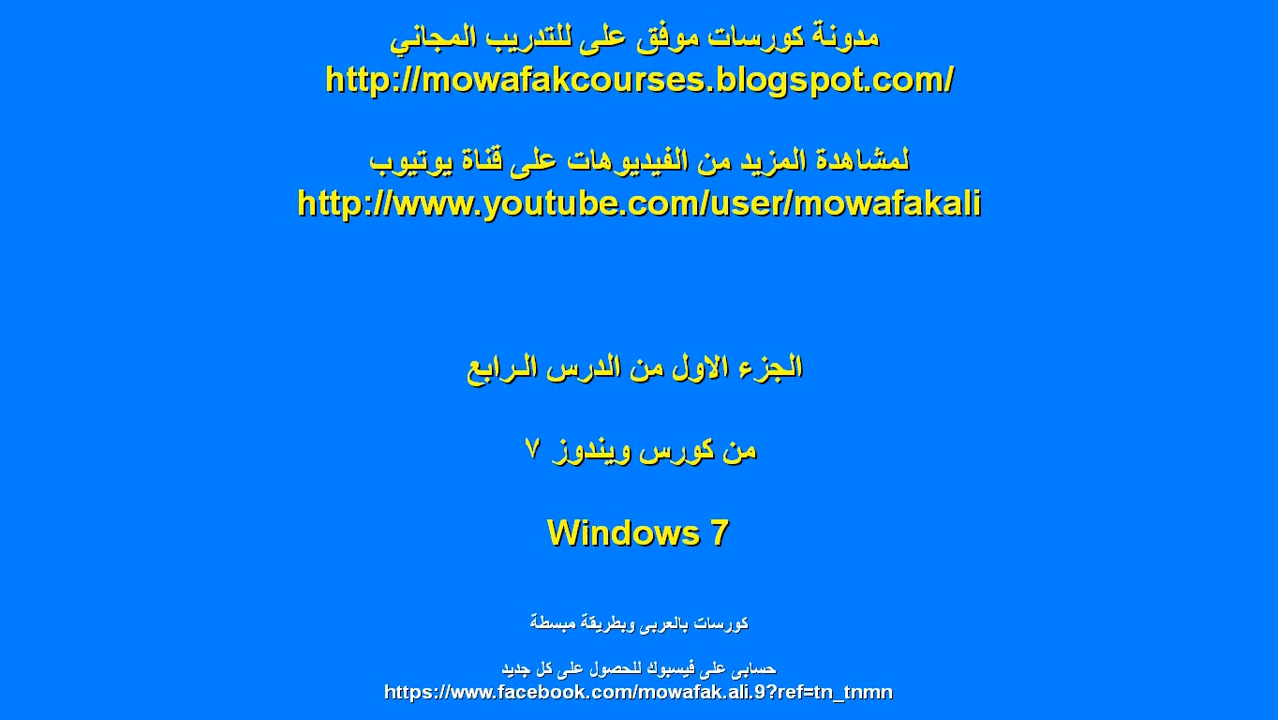 مدونة كورسات موفق على للتدريب المجاني
http://mowafakcourses.blogspot.com/
لمشاهدة المزيد من الفيديوهات على قناة يوتيوب
http://www.youtube.com/user/mowafakali
الجزء الاول من الدرس الـرابع
من كورس ويندوز ٧
Windows 7
كورسات بالعربى وبطريقة مبسطة
حسابى على فيسبوك للحصول على كل جديد
https://www.facebook.com/mowafak.ali.9?ref=tn_tnmn